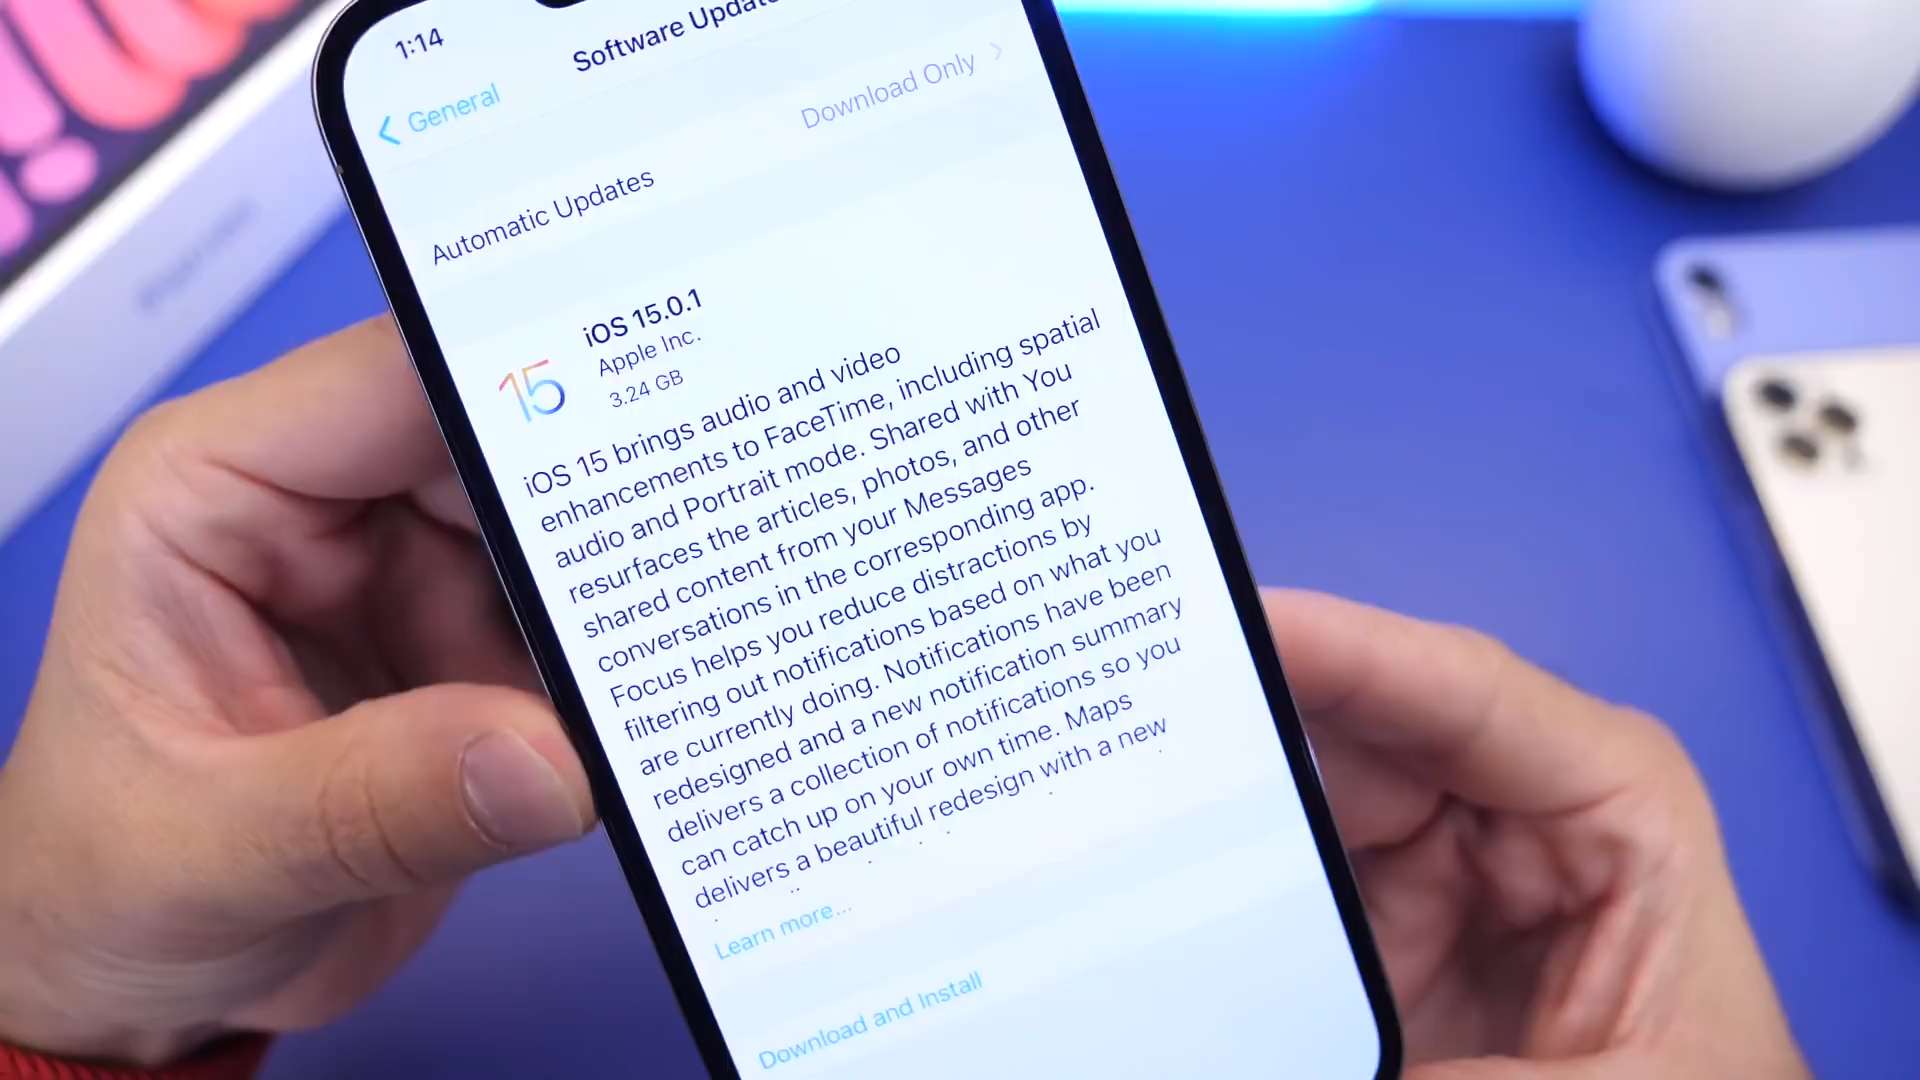 1:14
Software Update
General
Automatic Updates
Download Only
15
iOS 15.0.1
Apple Inc.
3.24 GB
iOS 15 brings audio and video
enhancements to FaceTime, including spatial
audio and Portrait mode. Shared with You
resurfaces the articles, photos, and other
shared content from your Messages
conversations in the corresponding app.
Focus helps you reduce distractions by
filtering out notifications based on what you
are currently doing. Notifications have been
redesigned and a new notification summary
delivers a collection of notifications so you
can catch up on your own time. Maps
delivers a beautiful redesign with a new
Learn more...
Download and Install